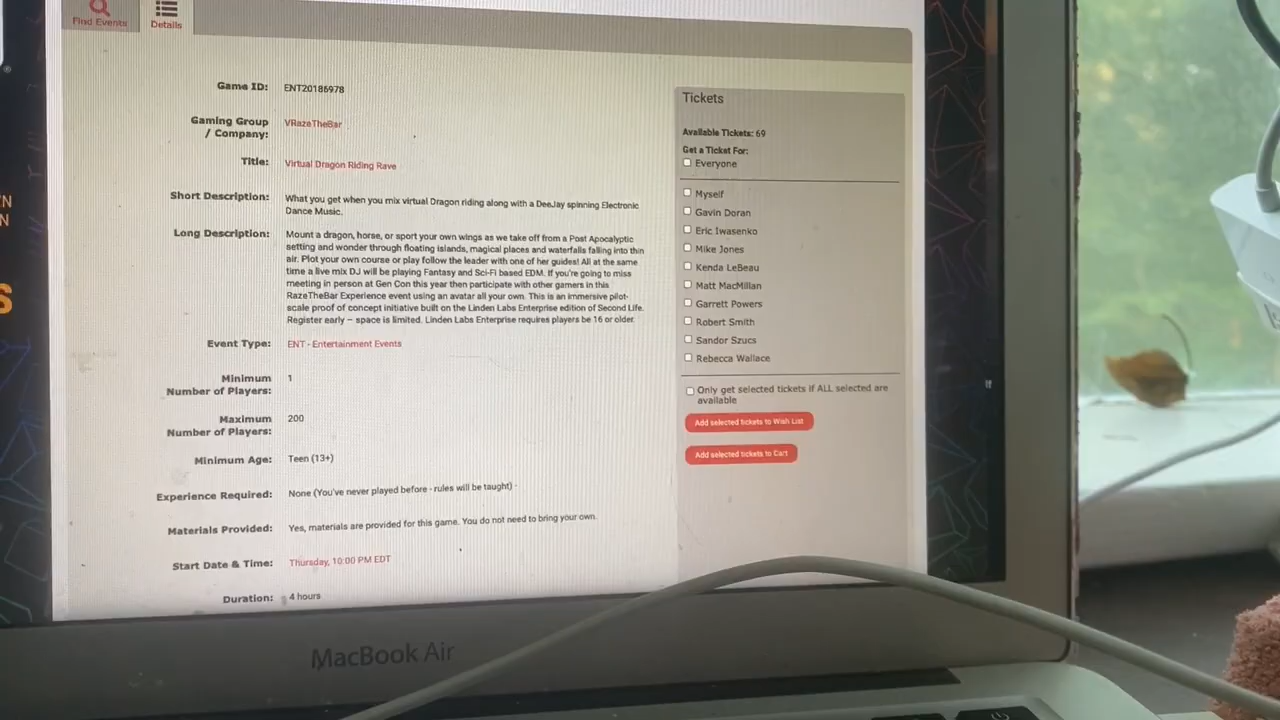 Find Events
Details
Game ID: ENT20186978
Gaming Group / Company: VRazeTheBar
Title: Virtual Dragon Riding Rave
Short Description: What you get when you mix virtual Dragon riding along with a DeeJay spinning Electronic
Dance Music.
Long Description: Mount a dragon, horse, or sport your own wings as we take off from a Post Apocalyptic
setting and wonder through floating islands, magical places and waterfalls falling into thin
air. Plot your own course or play follow the leader with one of her guides! All at the same
time a live mix DJ will be playing Fantasy and Sci-Fi based EDM. If you're going to miss
meeting in person at Gen Con this year then participate with other gamers in this
RazeTheBar Experience event using an avatar all your own. This is an immersive pilot-
scale proof of concept initiative built on the Linden Labs Enterprise edition of Second Life.
Register early – space is limited. Linden Labs Enterprise requires players be 16 or older.
Event Type: ENT - Entertainment Events
Minimum Number of Players: 1
Maximum Number of Players: 200
Minimum Age: Teen (13+)
Experience Required: None (You've never played before - rules will be taught) -
Materials Provided: Yes, materials are provided for this game. You do not need to bring your own.
Start Date & Time: Thursday, 10:00 PM EDT
Duration: 4 hours
Tickets
Available Tickets: 69
Get a Ticket For:
Everyone
Myself
Gavin Doran
Eric Iwasenko
Mike Jones
Kenda LeBeau
Matt MacMillan
Garrett Powers
Robert Smith
Sandor Szucs
Rebecca Wallace
Only get selected tickets if ALL selected are
available
Add selected tickets to Wish List
Add selected tickets to Cart
MacBook Air